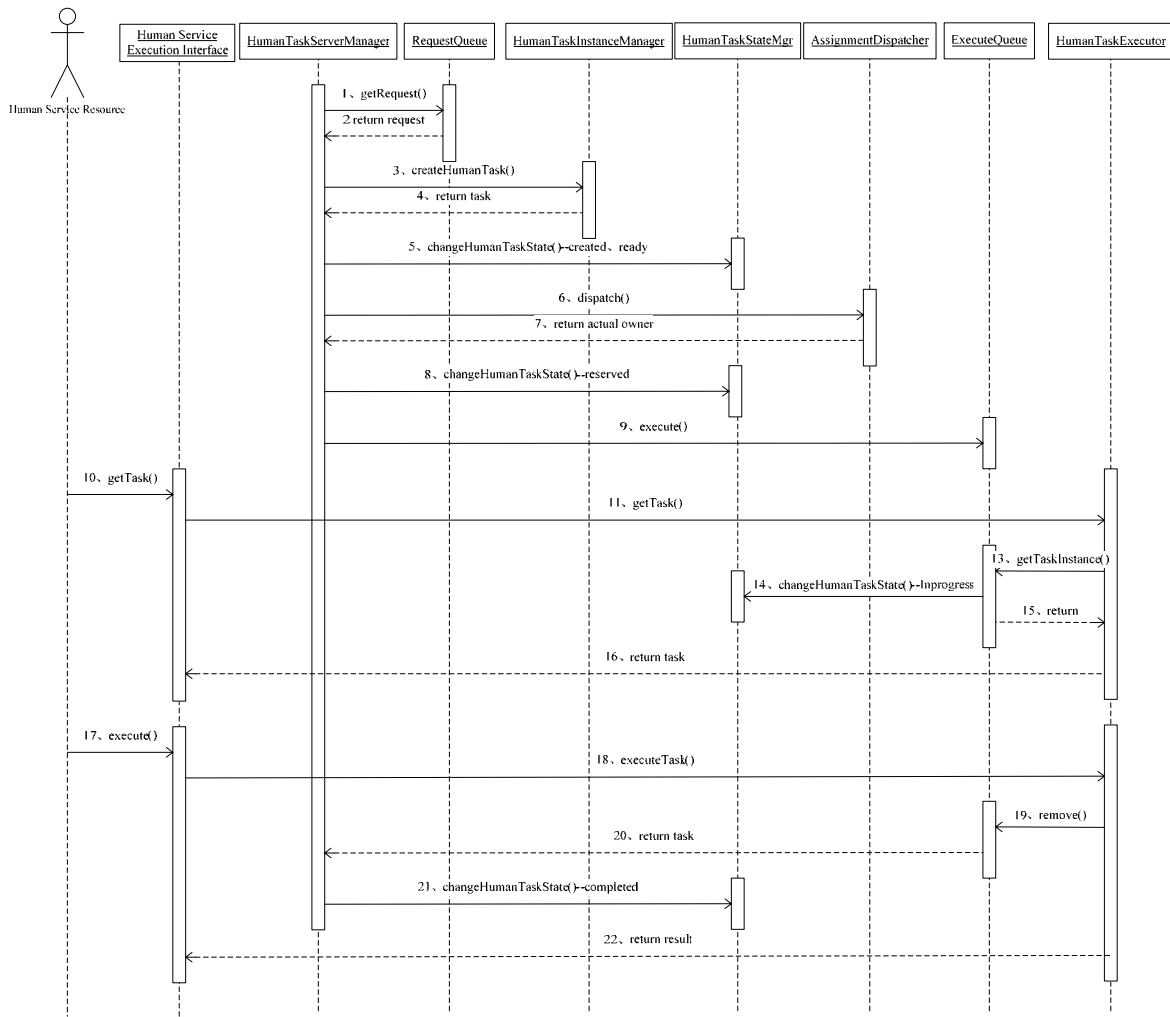 Human Service
Execution Interface
HumanTaskServerManager
RequestQueue
HumanTaskInstanceManager
HumanTaskStateMgr
AssignmentDispatcher
ExecuteQueue
HumanTaskExecutor
Human Service Resource
1、getRequest()
2 return request
3、createHumanTask()
4、return task
5、changeHumanTaskState()--created、ready
6、dispatch()
7、return actual owner
8、changeHumanTaskState()--reserved
9、execute()
10、getTask()
11、getTask()
13、getTaskInstance()
14、changeHumanTaskState()--Inprogress
15、return
16、return task
17、execute()
18、executeTask()
19、remove()
20、return task
21、changeHumanTaskState()--completed
22、return result